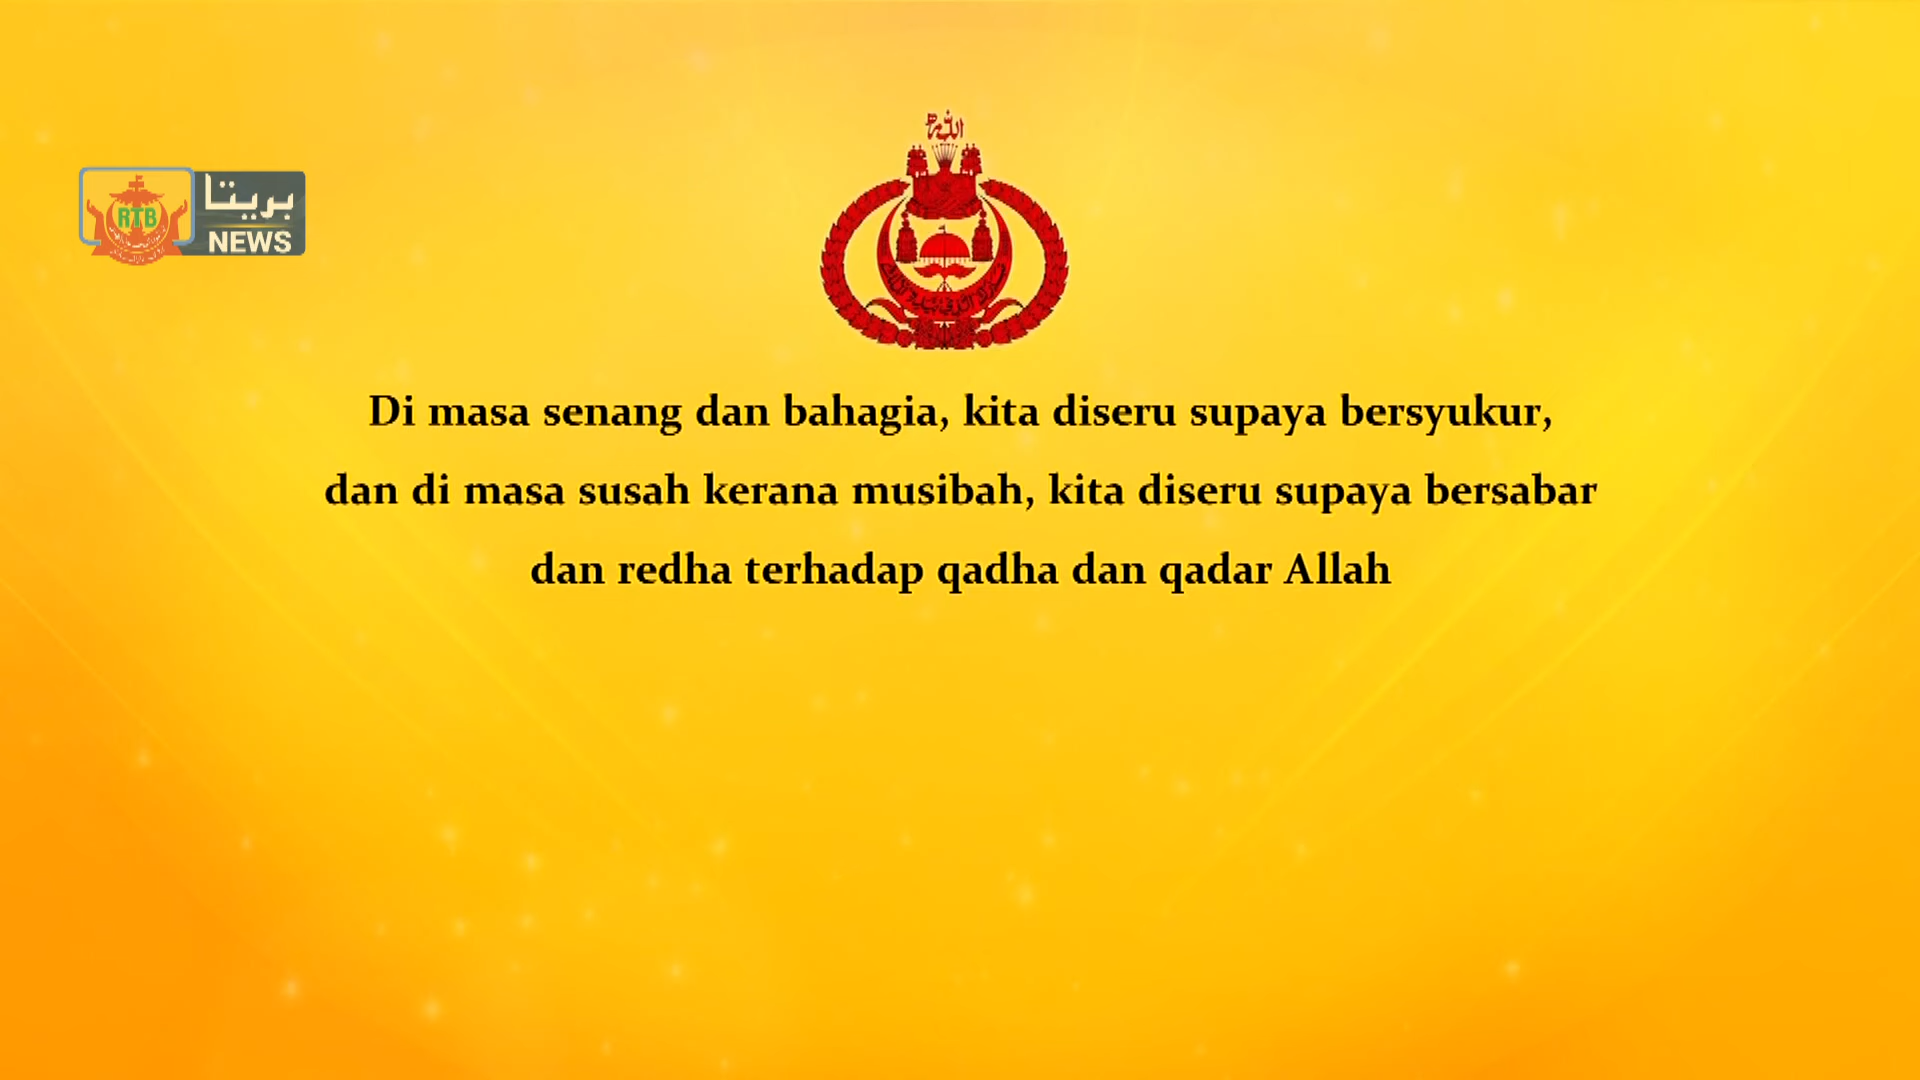 بريتا
RTB
NEWS
Di masa senang dan bahagia, kita diseru supaya bersyukur,
dan di masa susah kerana musibah, kita diseru supaya bersabar
dan redha terhadap qadha dan qadar Allah